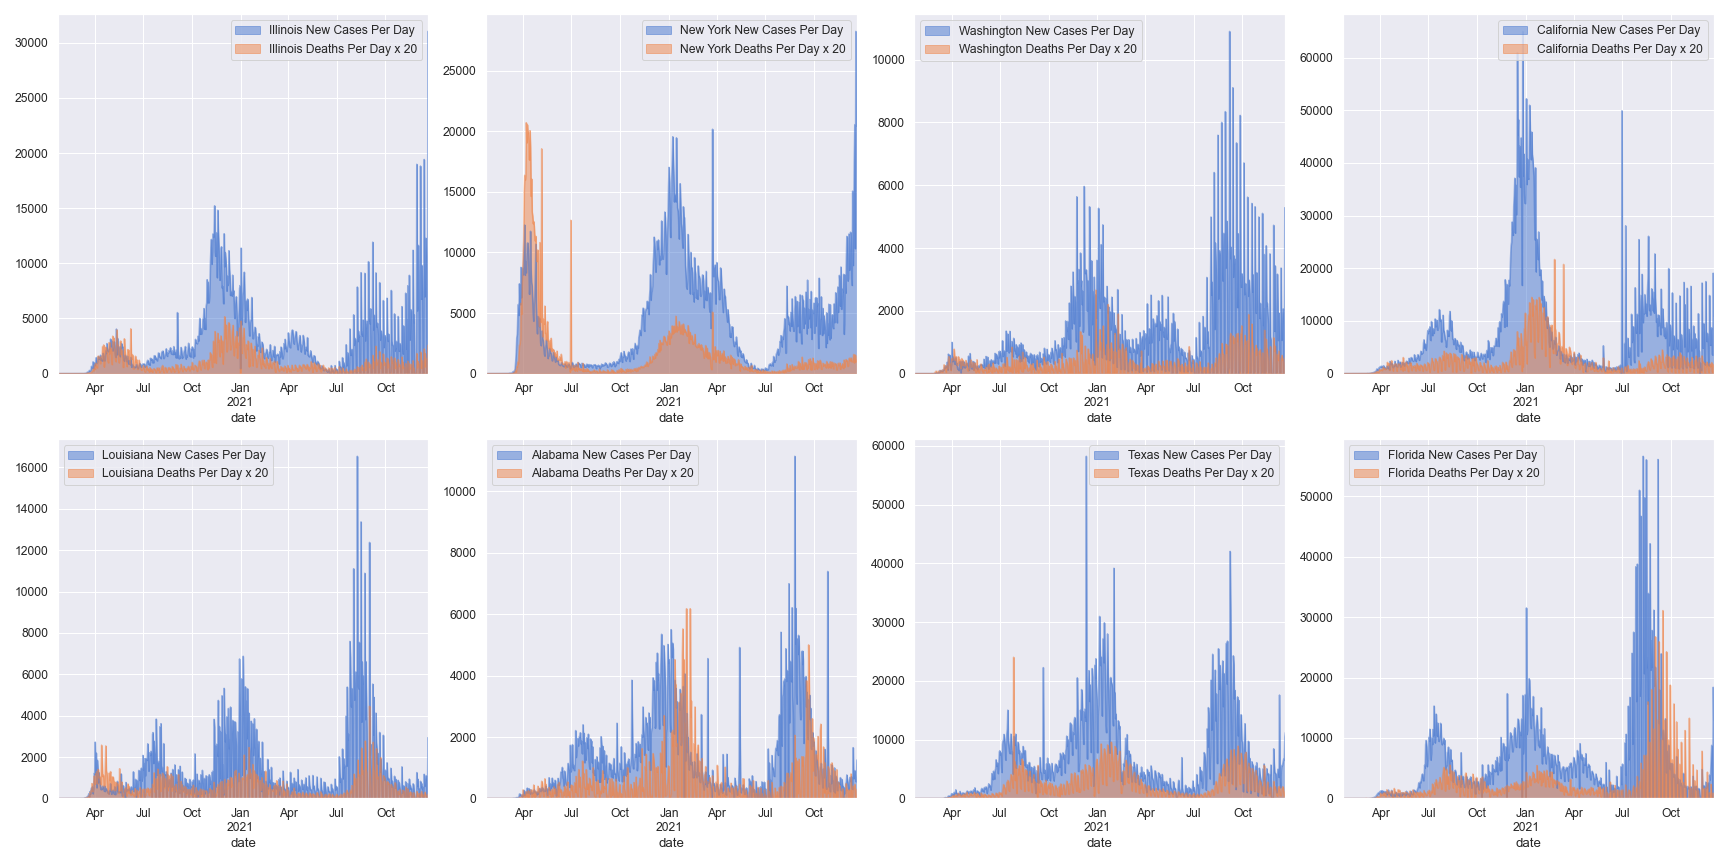 Illinois New Cases Per Day
Illinois Deaths Per Day x 20
30000
25000
20000
15000
10000
5000
0
Apr Jul Oct Jan Apr Jul Oct
2021
date
New York New Cases Per Day
New York Deaths Per Day x 20
25000
20000
15000
10000
5000
0
Apr Jul Oct Jan Apr Jul Oct
2021
date
Washington New Cases Per Day
Washington Deaths Per Day x 20
10000
8000
6000
4000
2000
0
Apr Jul Oct Jan Apr Jul Oct
2021
date
California New Cases Per Day
California Deaths Per Day x 20
60000
50000
40000
30000
20000
10000
0
Apr Jul Oct Jan Apr Jul Oct
2021
date
Louisiana New Cases Per Day
Louisiana Deaths Per Day x 20
16000
14000
12000
10000
8000
6000
4000
2000
0
Apr Jul Oct Jan Apr Jul Oct
2021
date
Alabama New Cases Per Day
Alabama Deaths Per Day x 20
10000
8000
6000
4000
2000
0
Apr Jul Oct Jan Apr Jul Oct
2021
date
Texas New Cases Per Day
Texas Deaths Per Day x 20
60000
50000
40000
30000
20000
10000
0
Apr Jul Oct Jan Apr Jul Oct
2021
date
Florida New Cases Per Day
Florida Deaths Per Day x 20
50000
40000
30000
20000
10000
0
Apr Jul Oct Jan Apr Jul Oct
2021
date